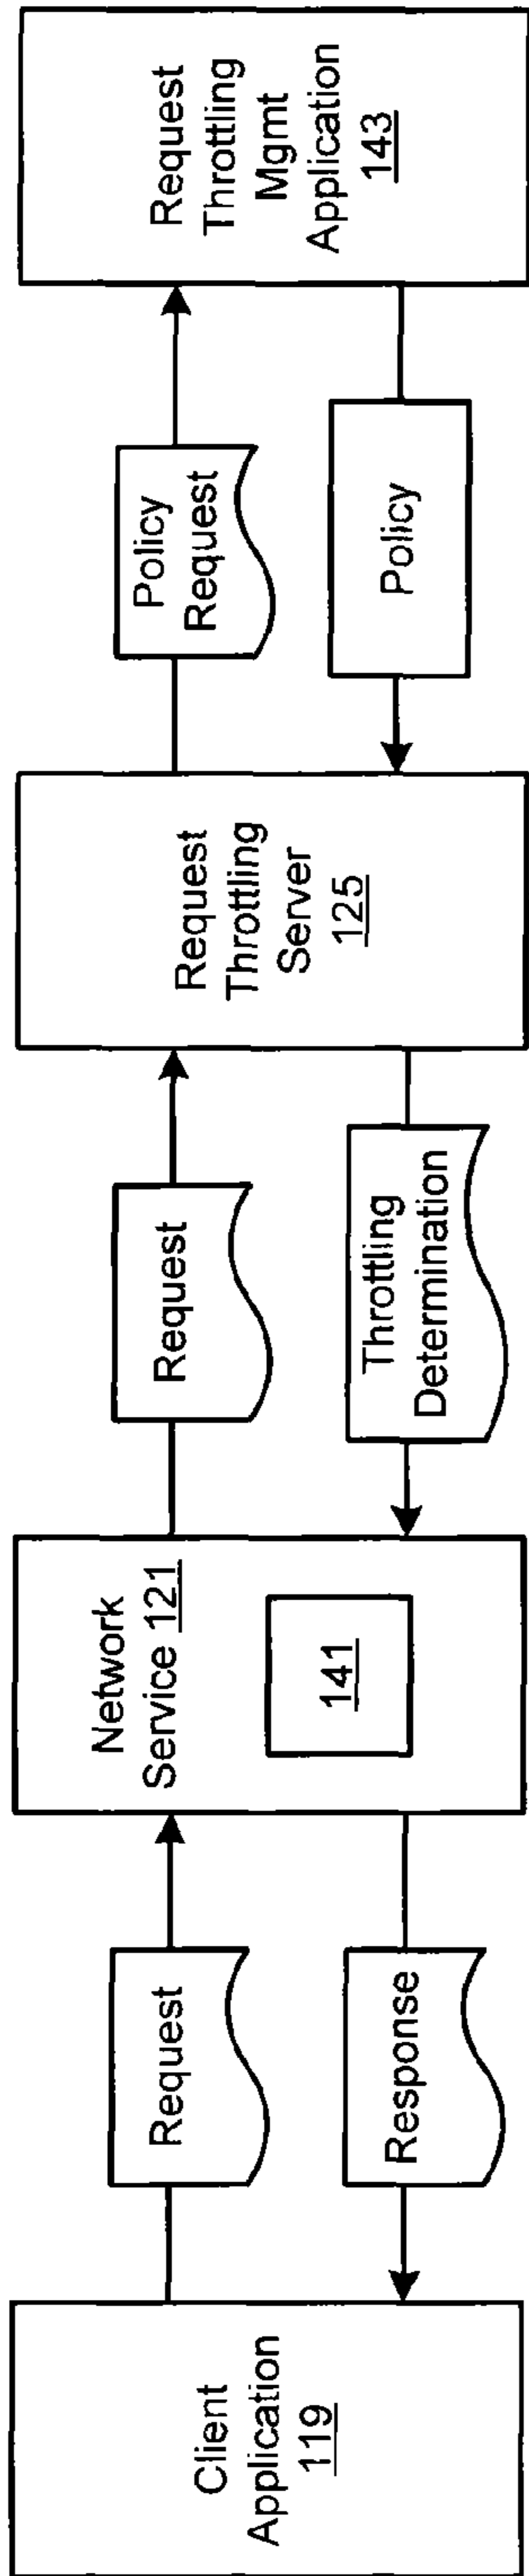 Client
Application
119
Request
Response
Network
Service 121
141
Request
Throttling
Determination
Request
Throttling
Server
125
Policy
Request
Policy
Request
Throttling
Mgmt
Application
143